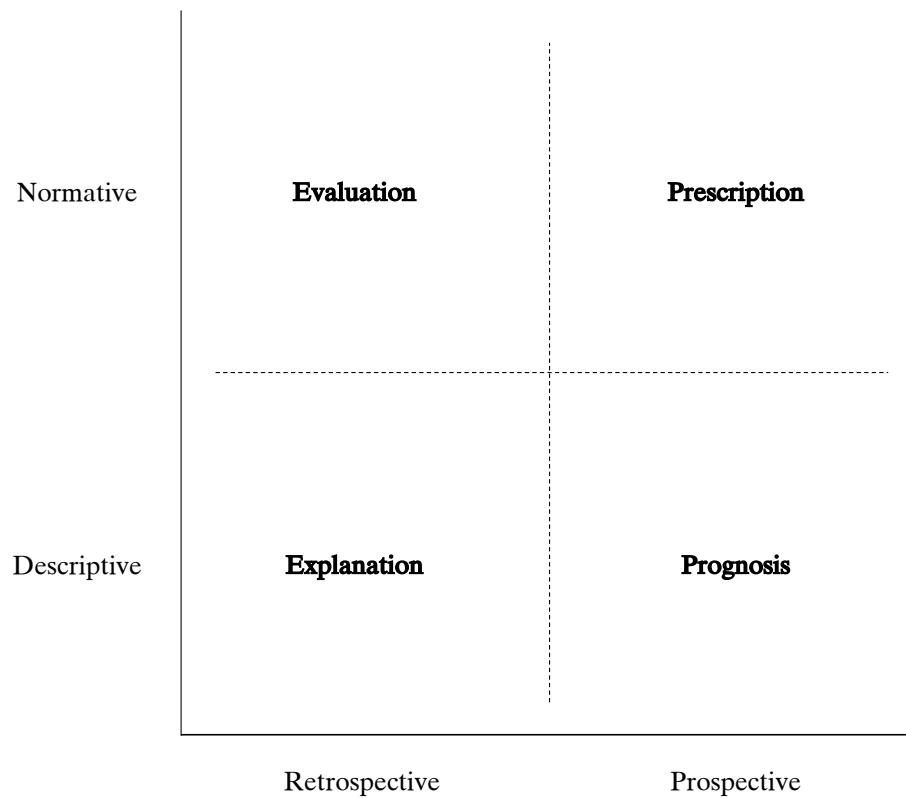 Normative
Evaluation
Prescription
Descriptive
Explanation
Prognosis
Retrospective
Prospective